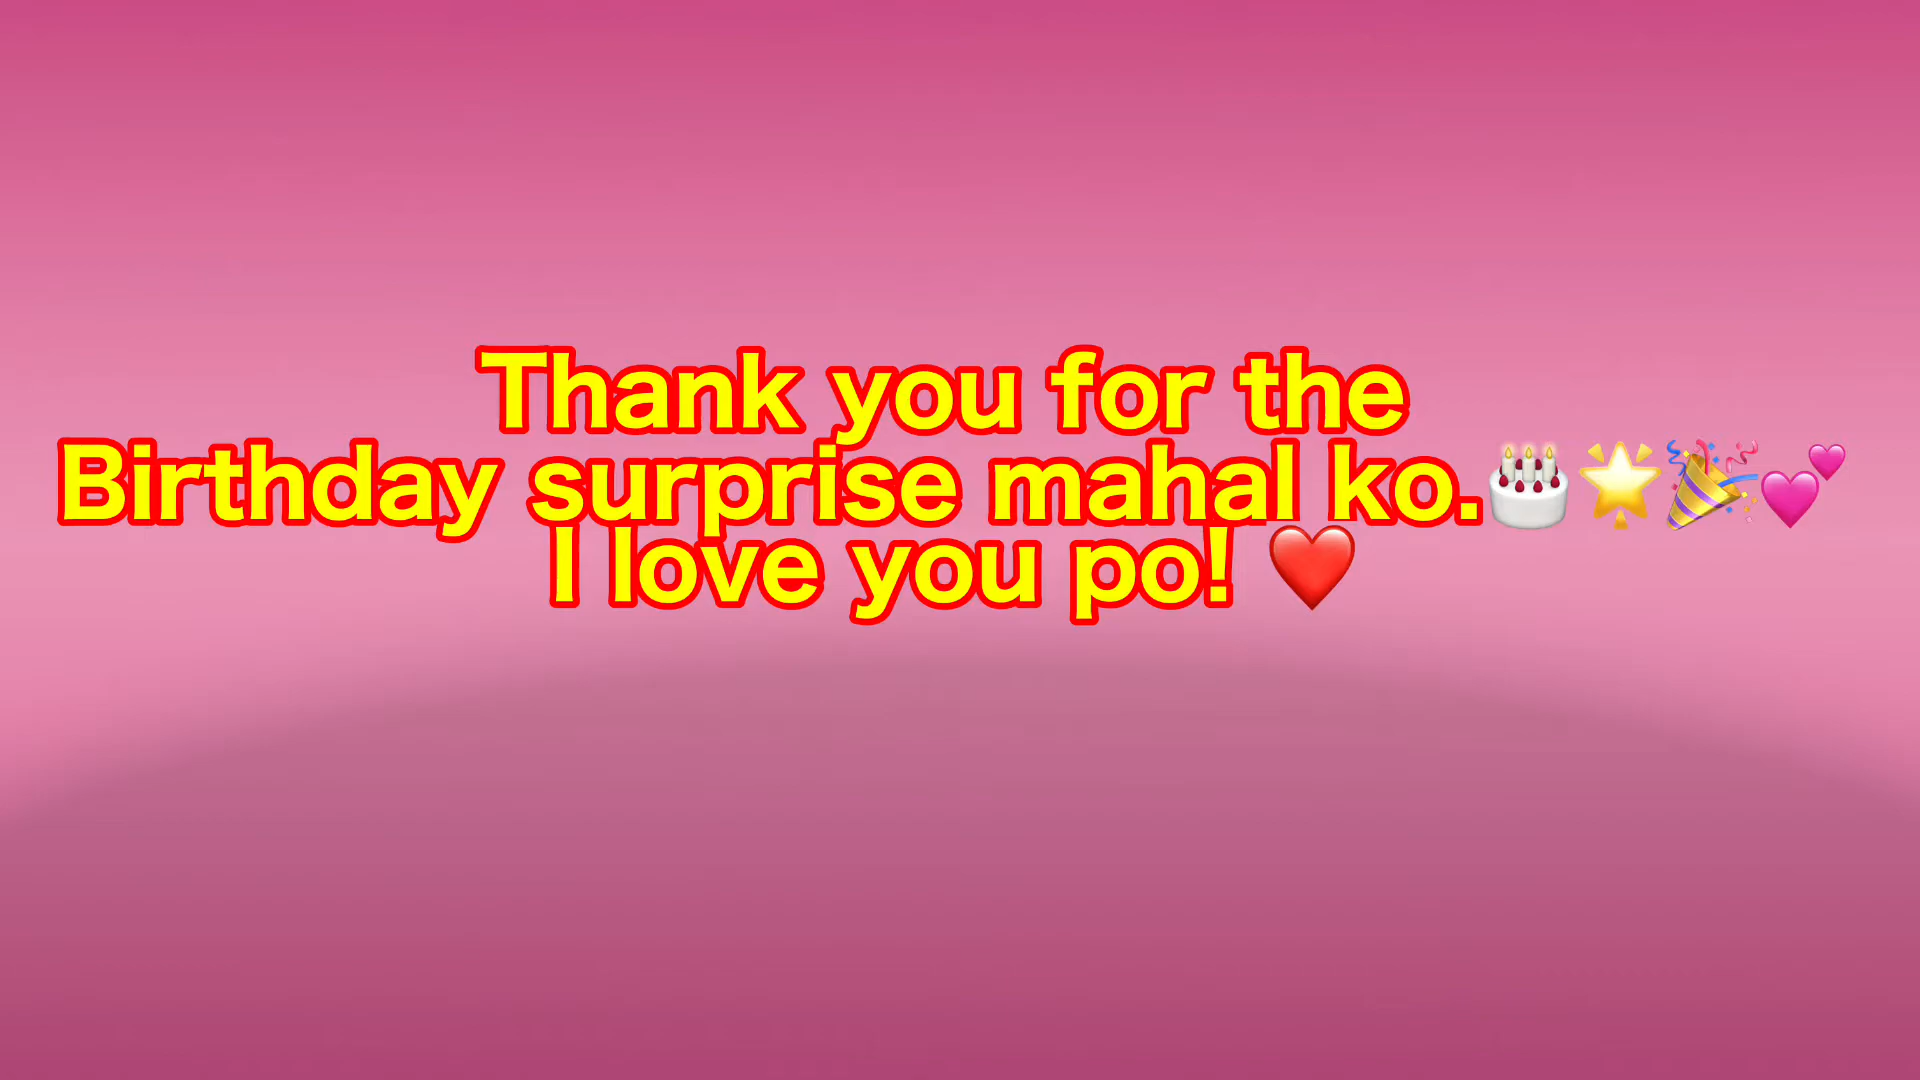 Thank you for the
Birthday surprise mahal ko.🎂🌟🎉💕
I love you po! ❤️